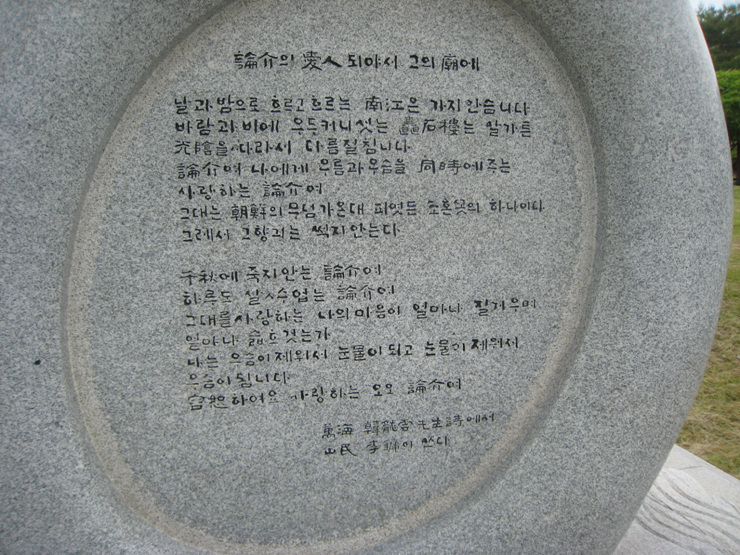 論介의 愛人되야서 그의 廟에
날과 밤으로 흐르고 흐르는 南江은 가지안습니다
바람과 비에 우두커니 섯는 矗石樓는 살가튼
光陰을 따라서 다름질침니다
論介여 나에게 우름과 우슴을 同時에 주는
사랑하는 論介여
그대는 朝鮮의 무덤가온대 피엿든 조흔꼿의 하나이다
그레서 그향긔는 썩지안는다
千秋에 죽지안는 論介여
하루도 살ㅅ수업는 論介여
그대를 사랑하는 나의 마음이 얼마나 질거우며
얼마나 슯흐것는가
나는 우슴이 제워서 눈물이 되고 눈물이 제워서
우슴이 됨니다
容恕하여요 사랑하는 오오 論介여
萬海 韓龍雲 先生 詩에서
山民 李 이 쓰다